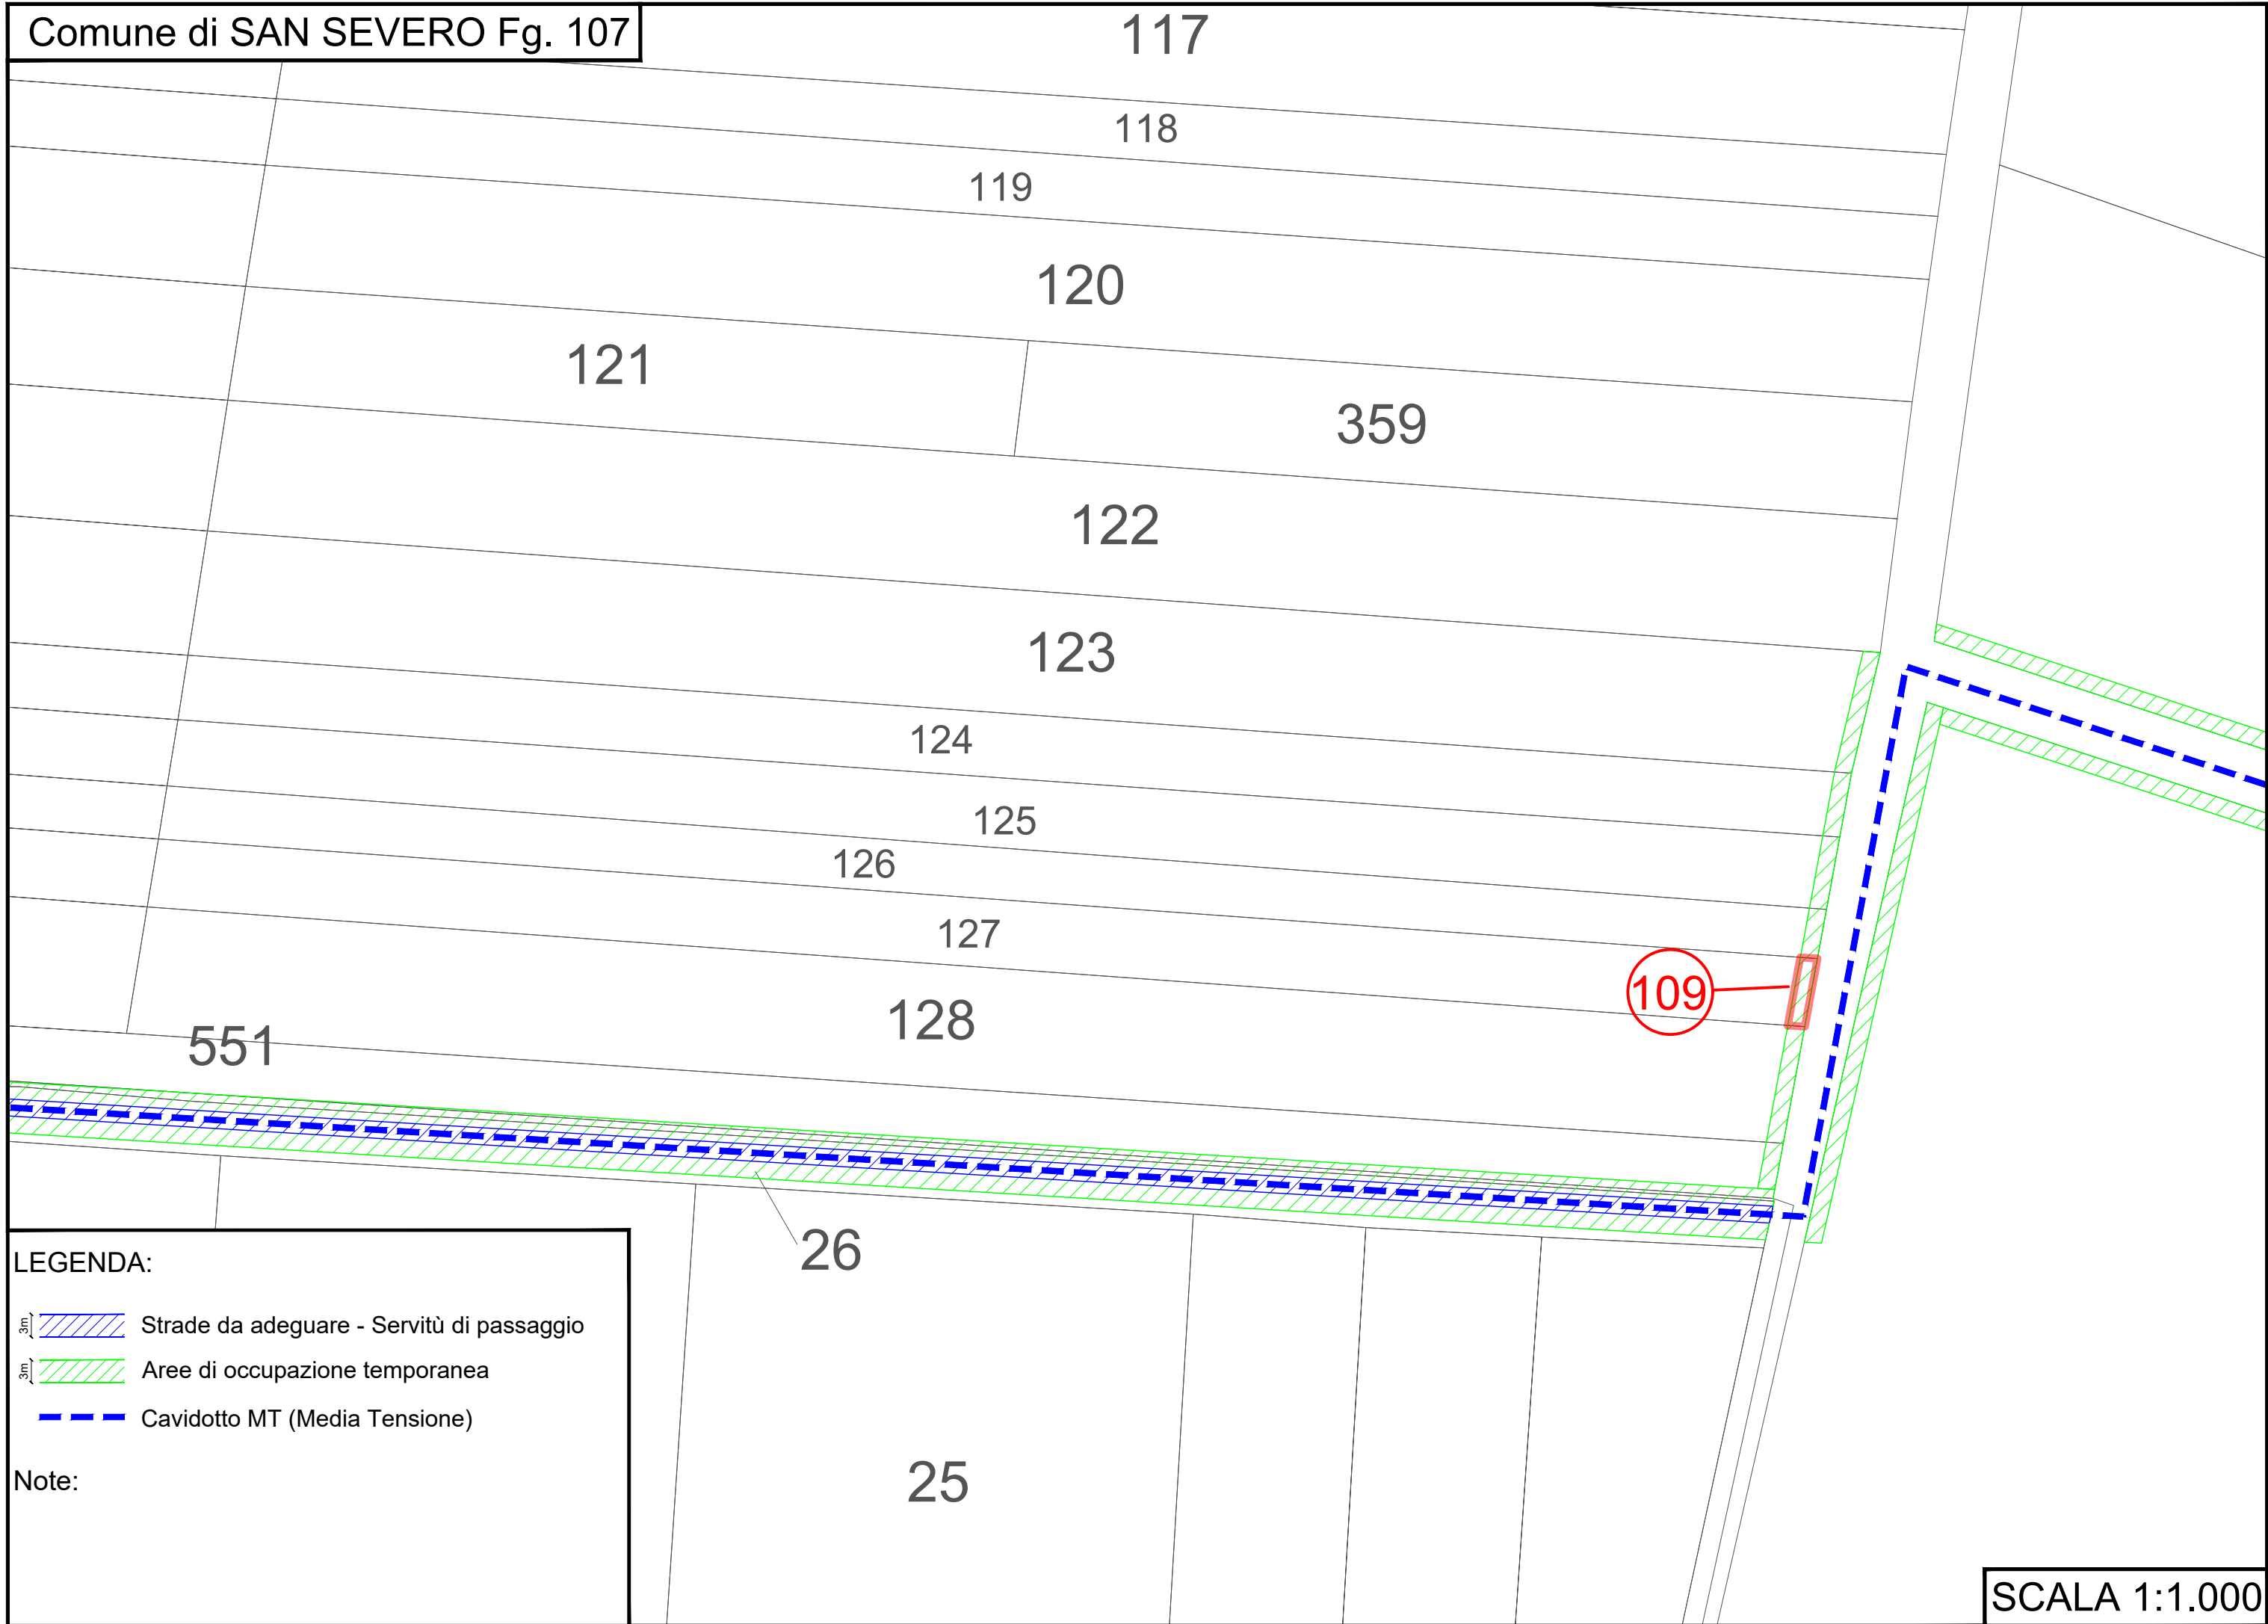 Comune di SAN SEVERO Fg. 107
117
118
119
120
121
359
122
123
124
125
126
127
109
128
551
26
25
LEGENDA:
3m
Strade da adeguare - Servitù di passaggio
3m
Aree di occupazione temporanea
Cavidotto MT (Media Tensione)
Note:
SCALA 1:1.000